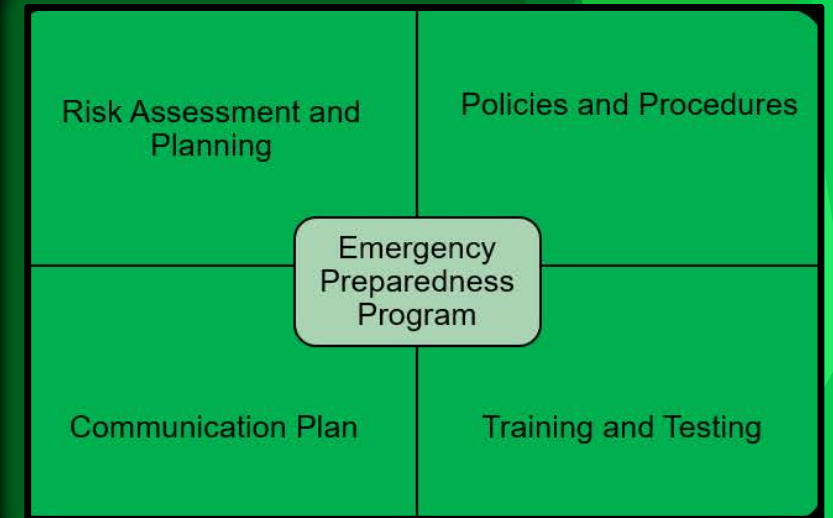 Risk Assessment and
Planning
Policies and Procedures
Emergency
Preparedness
Program
Communication Plan
Training and Testing